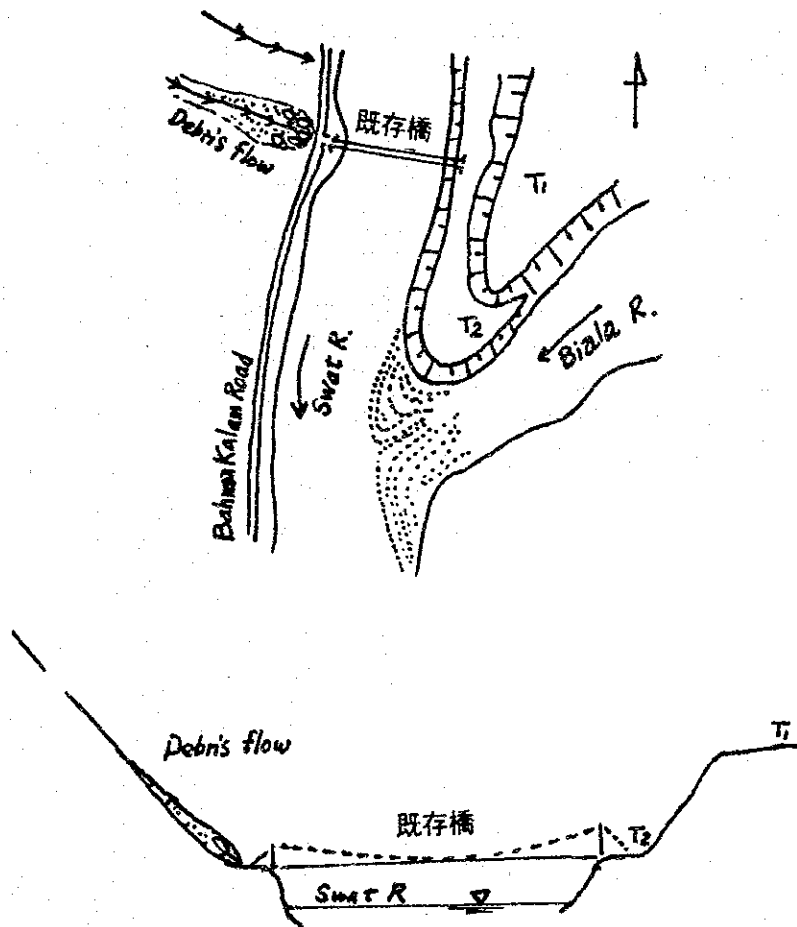 既存橋
Debris flow
T1
T2
Biala R.
Swat R.
Kalam Road
Debris flow
T1
既存橋
T2
Swat R